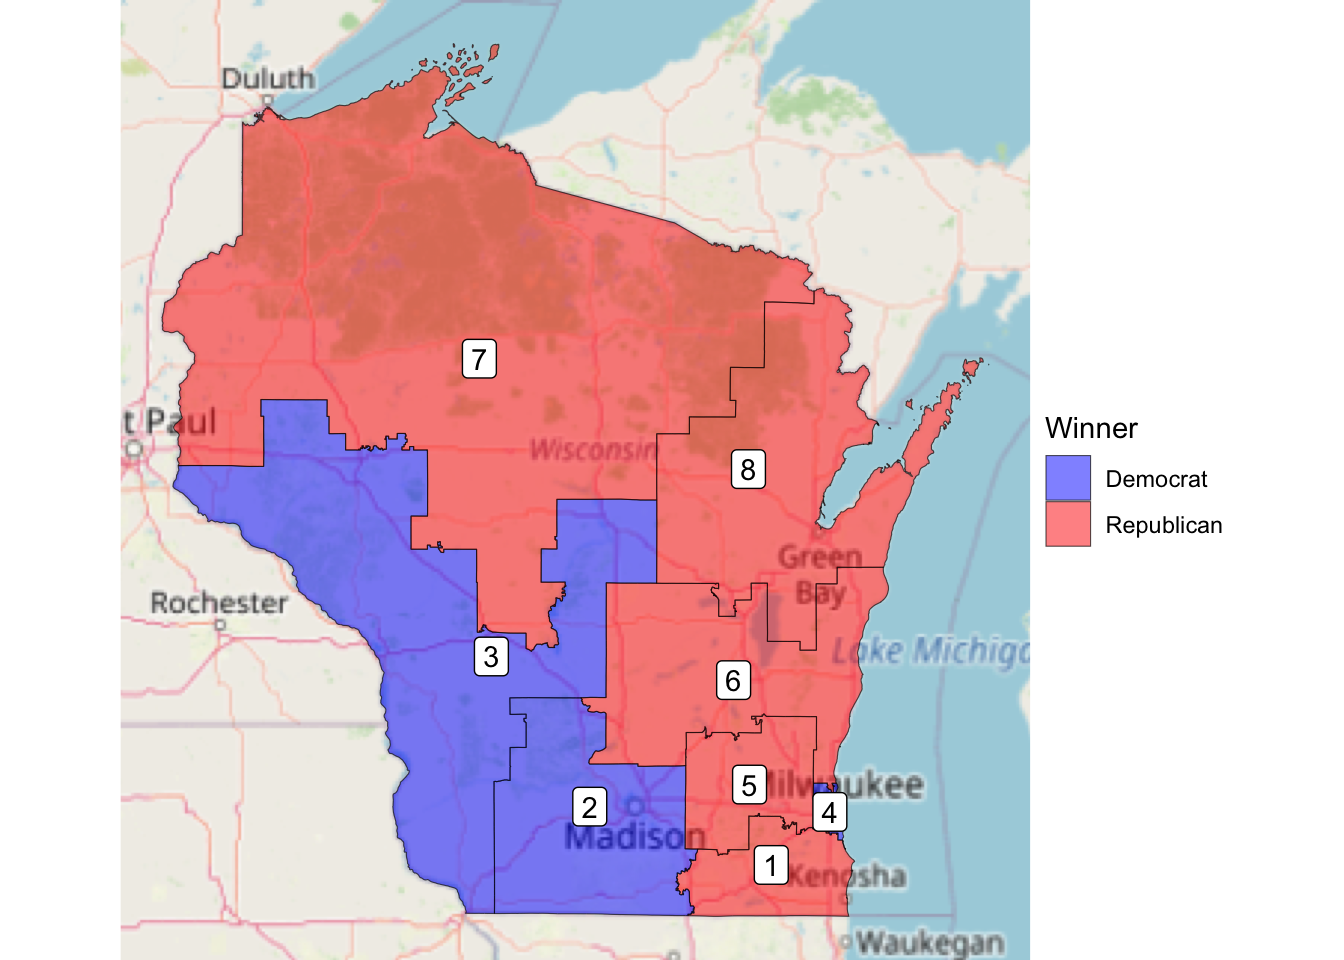 Duluth
7
t Paul
Wisconsin
8
Green
Bay
Rochester
3
6
Lake Michiga
5
Milwaukee
4
2
Madison
1
Kenosha
Waukegan
Winner
Democrat
Republican